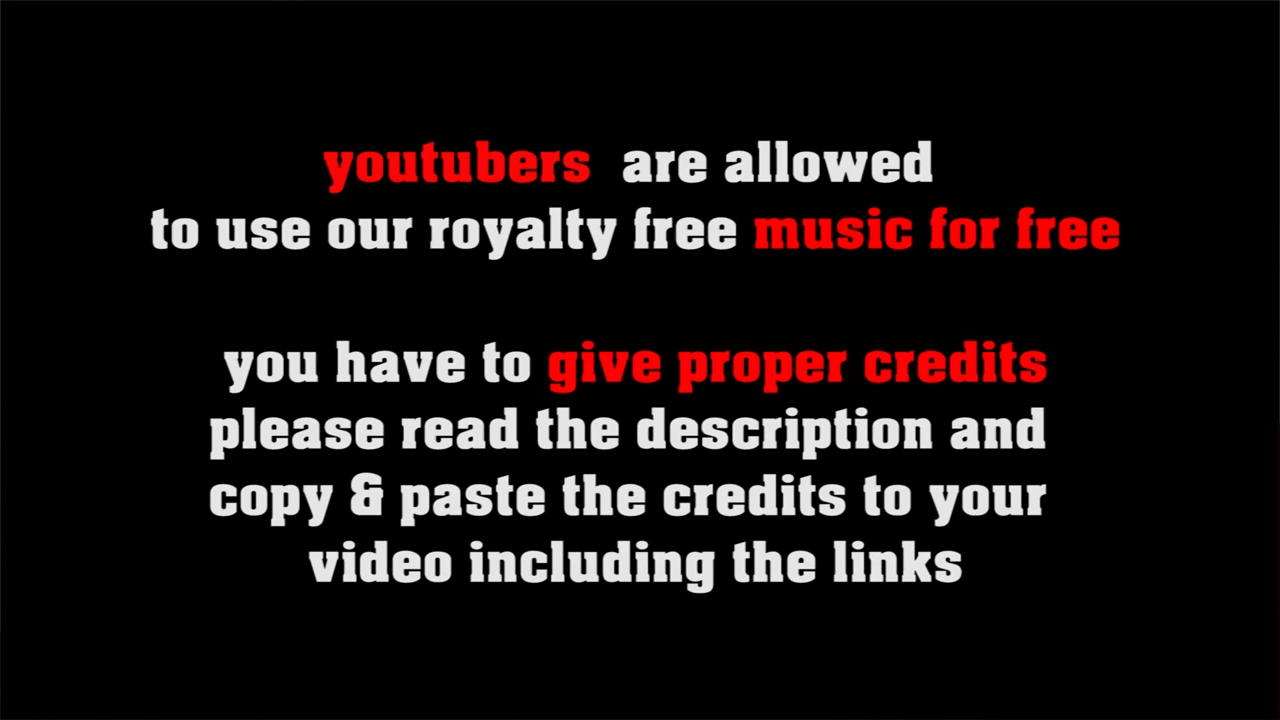 youtubers are allowed
to use our royalty free music for free
you have to give proper credits
please read the description and
copy & paste the credits to your
video including the links